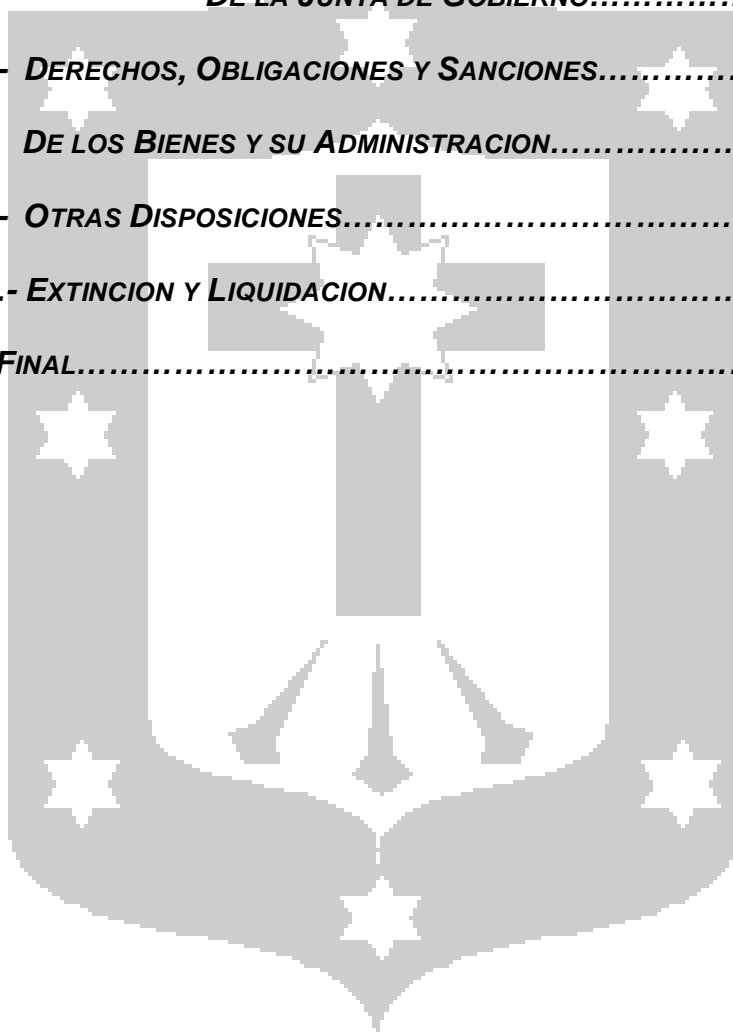 DE LA JUNTA DE GOBIERNO…………….
- DERECHOS, OBLIGACIONES Y SANCIONES…………….
DE LOS BIENES Y SU ADMINISTRACION…………………
- OTRAS DISPOSICIONES……………………………………….
.- EXTINCION Y LIQUIDACION…………………………………
FINAL…………………………………………………………………….